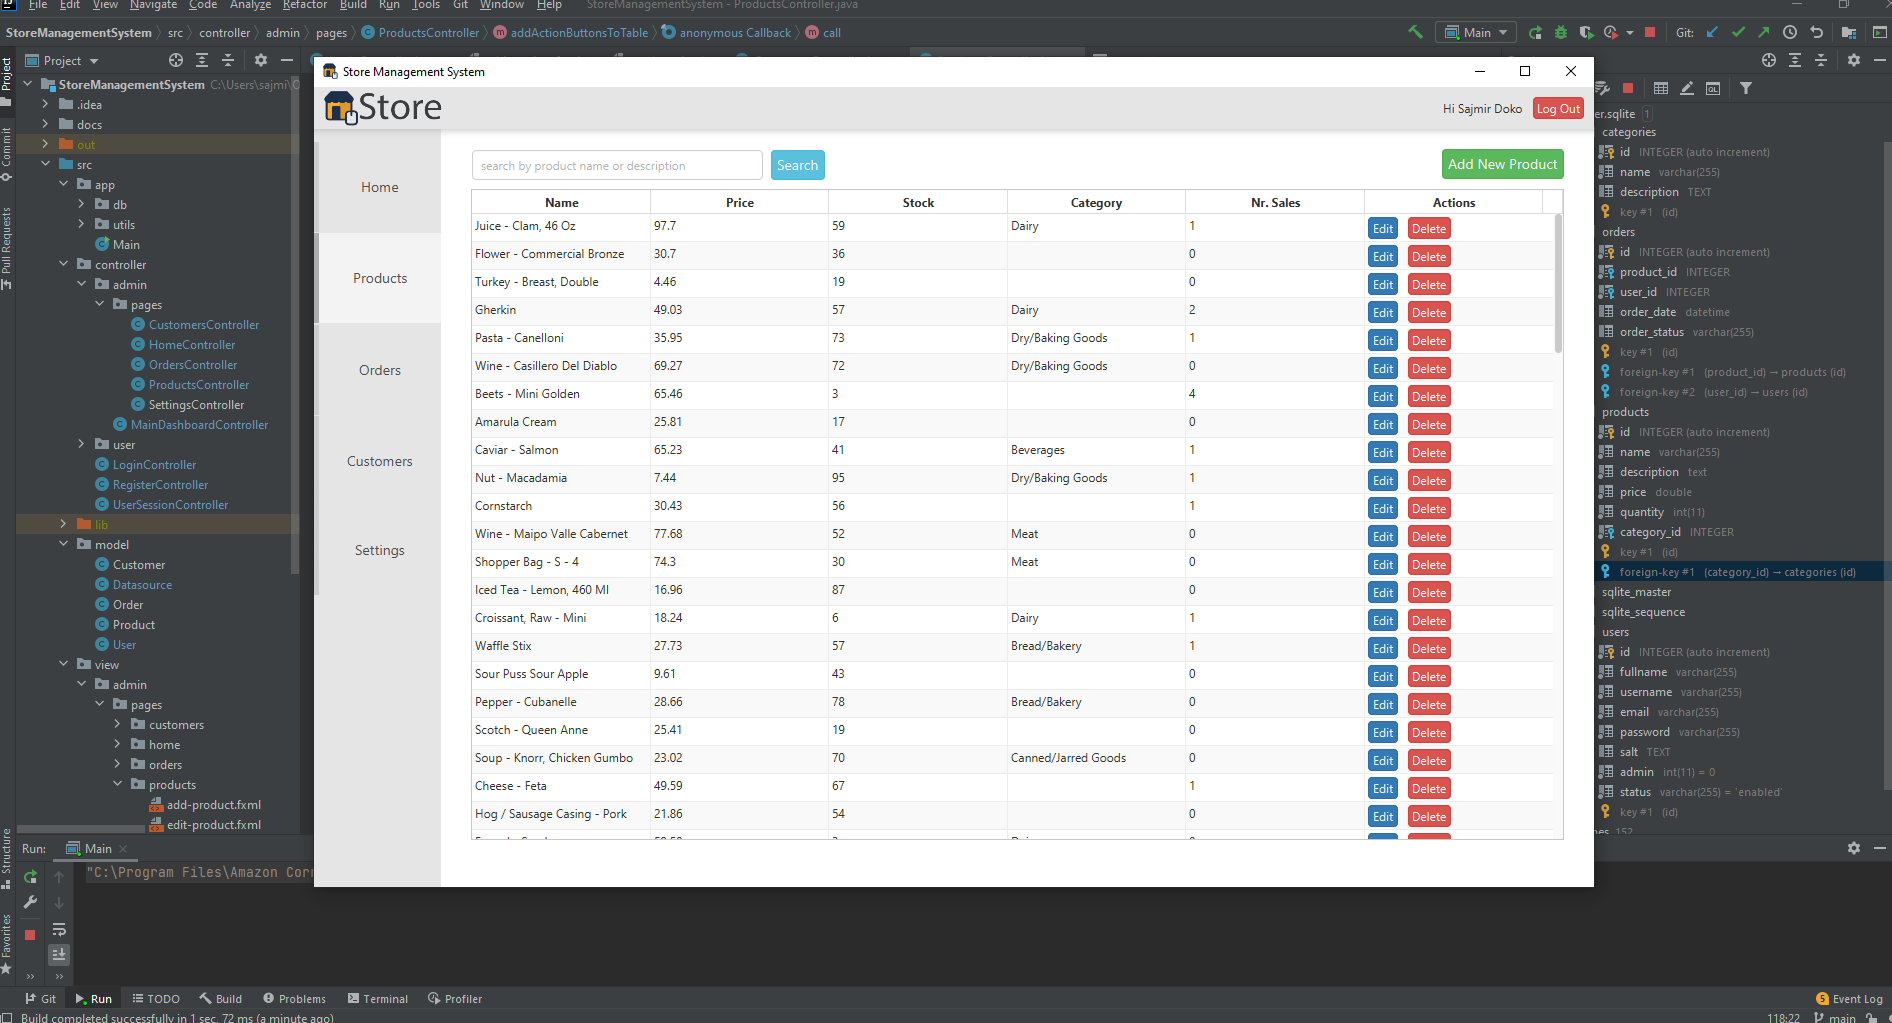 File Edit View Navigate Code Analyze Refactor Build Run Tools Git Window Help StoreManagementSystem - ProductsController.java
StoreManagementSystem src controller admin pages ProductsController addActionButtonsToTable anonymous Callback call Main Git:
Project
Commit
Pull Requests
Structure
Favorites
Project
StoreManagementSystem C:\Users\sajmi\O
.idea
docs
out
src
app
db
utils
Main
controller
admin
pages
CustomersController
HomeController
OrdersController
ProductsController
SettingsController
MainDashboardController
user
LoginController
RegisterController
UserSessionController
lib
model
Customer
Datasource
Order
Product
User
view
admin
pages
customers
home
orders
products
add-product.fxml
edit-product.fxml
Store Management System
Store
Hi Sajmir Doko Log Out
Home
Products
Orders
Customers
Settings
search by product name or description Search Add New Product
Name Price Stock Category Nr. Sales Actions
Juice - Clam, 46 Oz 97.7 59 Dairy 1 Edit Delete
Flower - Commercial Bronze 30.7 36 0 Edit Delete
Turkey - Breast, Double 4.46 19 0 Edit Delete
Gherkin 49.03 57 Dairy 2 Edit Delete
Pasta - Canelloni 35.95 73 Dry/Baking Goods 1 Edit Delete
Wine - Casillero Del Diablo 69.27 72 Dry/Baking Goods 0 Edit Delete
Beets - Mini Golden 65.46 3 4 Edit Delete
Amarula Cream 25.81 17 0 Edit Delete
Caviar - Salmon 65.23 41 Beverages 1 Edit Delete
Nut - Macadamia 7.44 95 Dry/Baking Goods 1 Edit Delete
Cornstarch 30.43 56 1 Edit Delete
Wine - Maipo Valle Cabernet 77.68 52 Meat 0 Edit Delete
Shopper Bag - S - 4 74.3 30 Meat 0 Edit Delete
Iced Tea - Lemon, 460 Ml 16.96 87 0 Edit Delete
Croissant, Raw - Mini 18.24 6 Dairy 1 Edit Delete
Waffle Stix 27.73 57 Bread/Bakery 1 Edit Delete
Sour Puss Sour Apple 9.61 43 0 Edit Delete
Pepper - Cubanelle 28.66 78 Bread/Bakery 0 Edit Delete
Scotch - Queen Anne 25.41 19 0 Edit Delete
Soup - Knorr, Chicken Gumbo 23.02 70 Canned/Jarred Goods 0 Edit Delete
Cheese - Feta 49.59 67 1 Edit Delete
Hog / Sausage Casing - Pork 21.86 54 0 Edit Delete
er.sqlite 1
categories
id INTEGER (auto increment)
name varchar(255)
description TEXT
key #1 (id)
orders
id INTEGER (auto increment)
product_id INTEGER
user_id INTEGER
order_date datetime
order_status varchar(255)
key #1 (id)
foreign-key #1 (product_id) → products (id)
foreign-key #2 (user_id) → users (id)
products
id INTEGER (auto increment)
name varchar(255)
description text
price double
quantity int(11)
category_id INTEGER
key #1 (id)
foreign-key #1 (category_id) → categories (id)
sqlite_master
sqlite_sequence
users
id INTEGER (auto increment)
fullname varchar(255)
username varchar(255)
email varchar(255)
password varchar(255)
salt TEXT
admin int(11) = 0
status varchar(255) = 'enabled'
key #1 (id)
nes 152
Run: Main
"C:\Program Files\Amazon Corr
Git Run TODO Build Problems Terminal Profiler 5 Event Log
Build completed successfully in 1 sec, 72 ms (a minute ago) 118:22 main